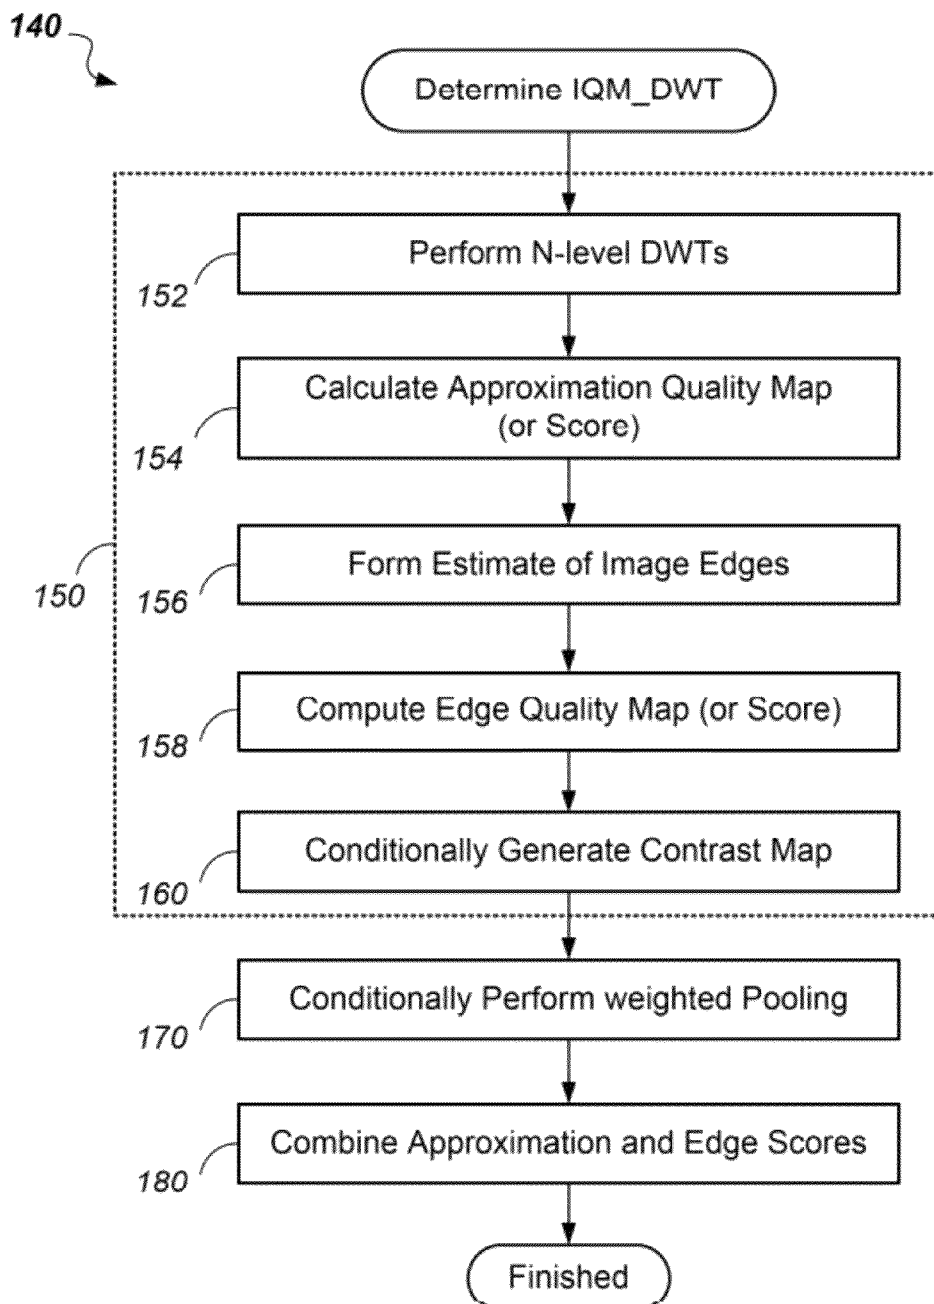 140
Determine IQM_DWT
Perform N-level DWTs
152
Calculate Approximation Quality Map
(or Score)
154
Form Estimate of Image Edges
150
156
Compute Edge Quality Map (or Score)
158
Conditionally Generate Contrast Map
160
Conditionally Perform weighted Pooling
170
Combine Approximation and Edge Scores
180
Finished